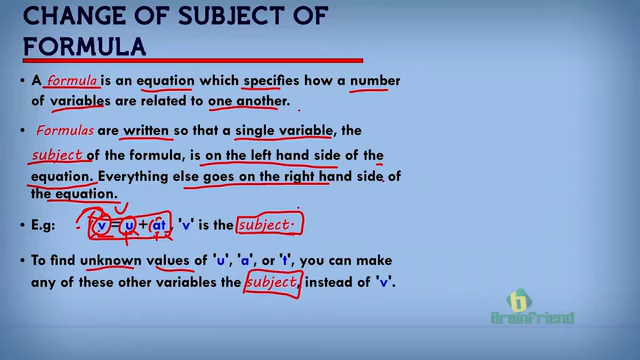 CHANGE OF SUBJECT OF
FORMULA
• A formula is an equation which specifies how a number
of variables are related to one another.
• Formulas are written so that a single variable, the
subject of the formula, is on the left hand side of the
equation. Everything else goes on the right hand side of
the equation.
• E.g: v = u + at, 'v' is the subject.
• To find unknown values of 'u', 'a', or 't', you can make
any of these other variables the subject, instead of 'v'.
b
BrainFriend